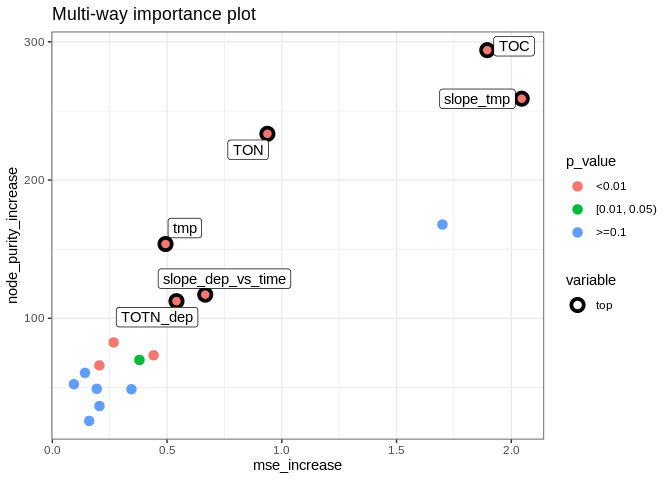 Multi-way importance plot
node_purity_increase
300
200
100
TOC
slope_tmp
TON
tmp
slope_dep_vs_time
TOTN_dep
0.0 0.5 1.0 1.5 2.0
mse_increase
p_value
<0.01
[0.01, 0.05)
>=0.1
variable
top